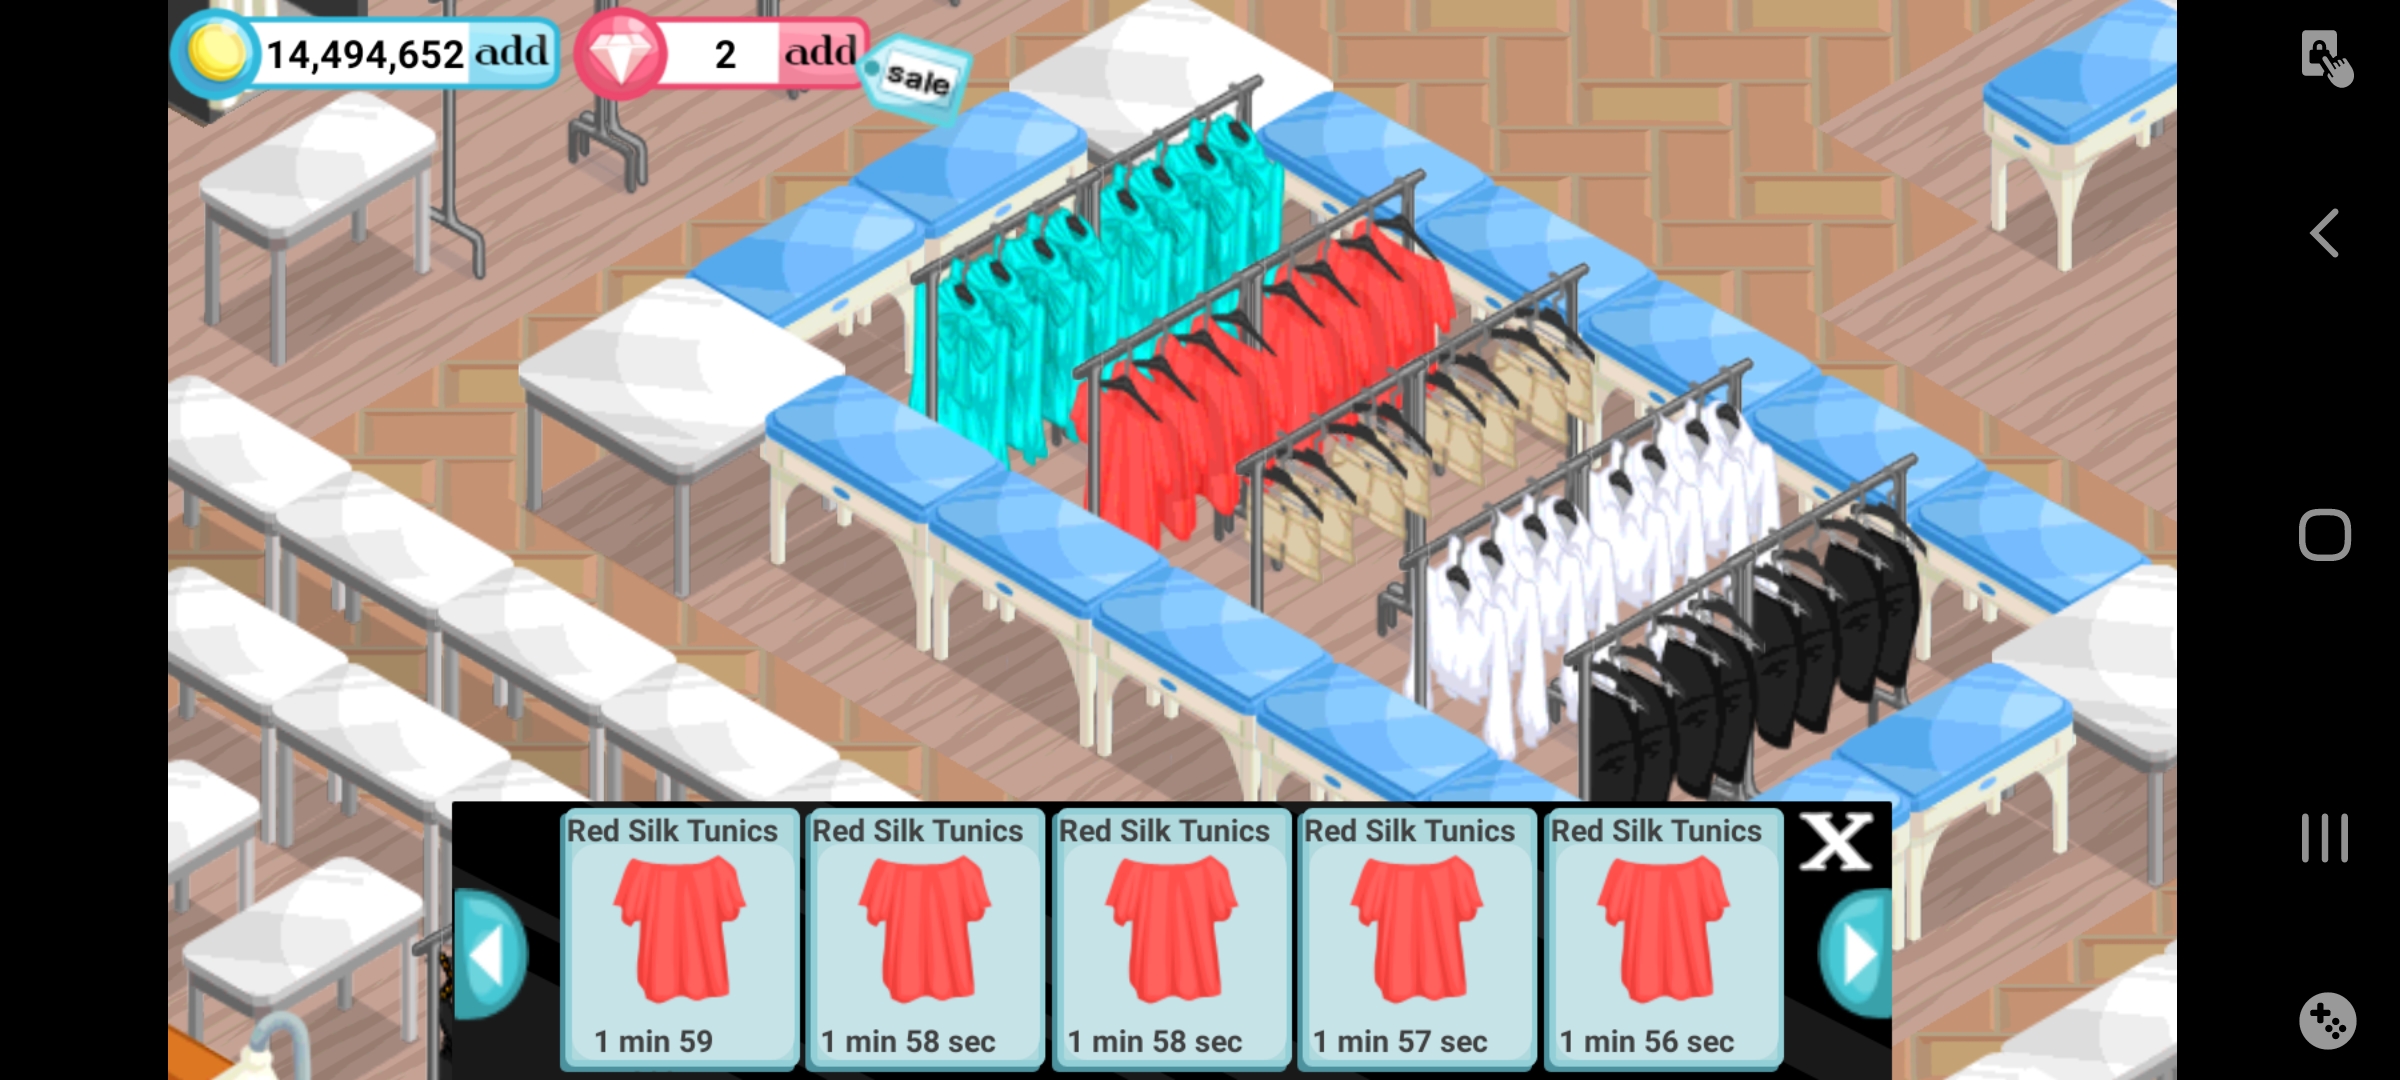 14,494,652 add
2 add
sale
Red Silk Tunics
Red Silk Tunics
Red Silk Tunics
Red Silk Tunics
Red Silk Tunics
X
1 min 59
1 min 58 sec
1 min 58 sec
1 min 57 sec
1 min 56 sec